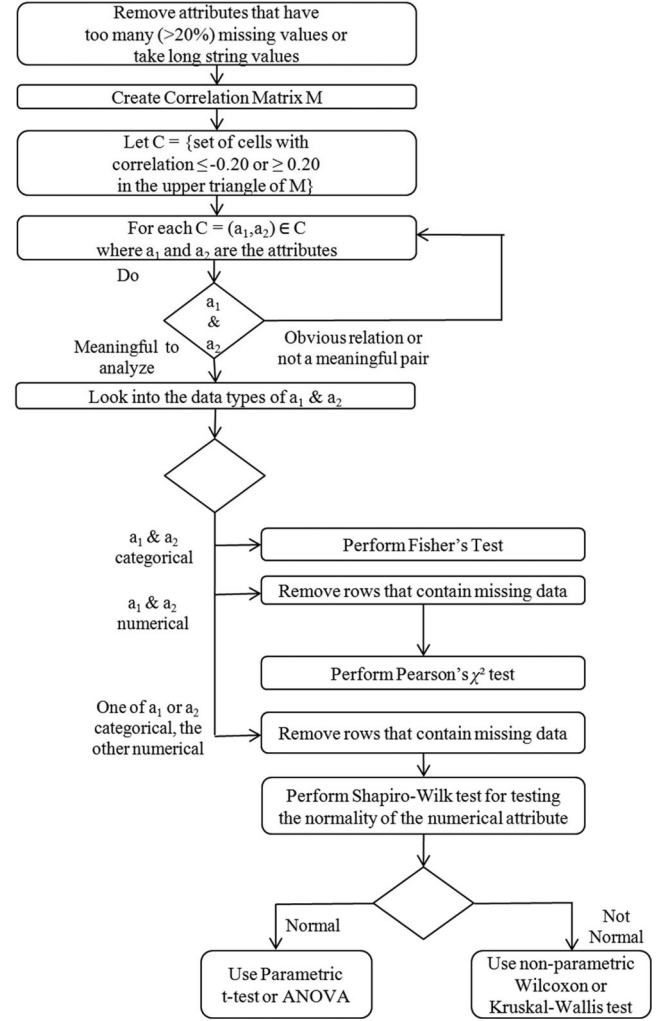 Remove attributes that have
too many (>20%) missing values or
take long string values
Create Correlation Matrix M
Let C = {set of cells with
correlation ≤-0.20 or ≥ 0.20
in the upper triangle of M}
For each C = (a₁,a₂) ∈ C
where a₁ and a₂ are the attributes
Do
a₁
&
a₂
Meaningful to
analyze
Obvious relation or
not a meaningful pair
Look into the data types of a₁ & a₂
a₁ & a₂
categorical
Perform Fisher's Test
a₁ & a₂
numerical
Remove rows that contain missing data
Perform Pearson's χ² test
One of a₁ or a₂
categorical, the
other numerical
Remove rows that contain missing data
Perform Shapiro-Wilk test for testing
the normality of the numerical attribute
Normal
Not
Normal
Use Parametric
t-test or ANOVA
Use non-parametric
Wilcoxon or
Kruskal-Wallis test